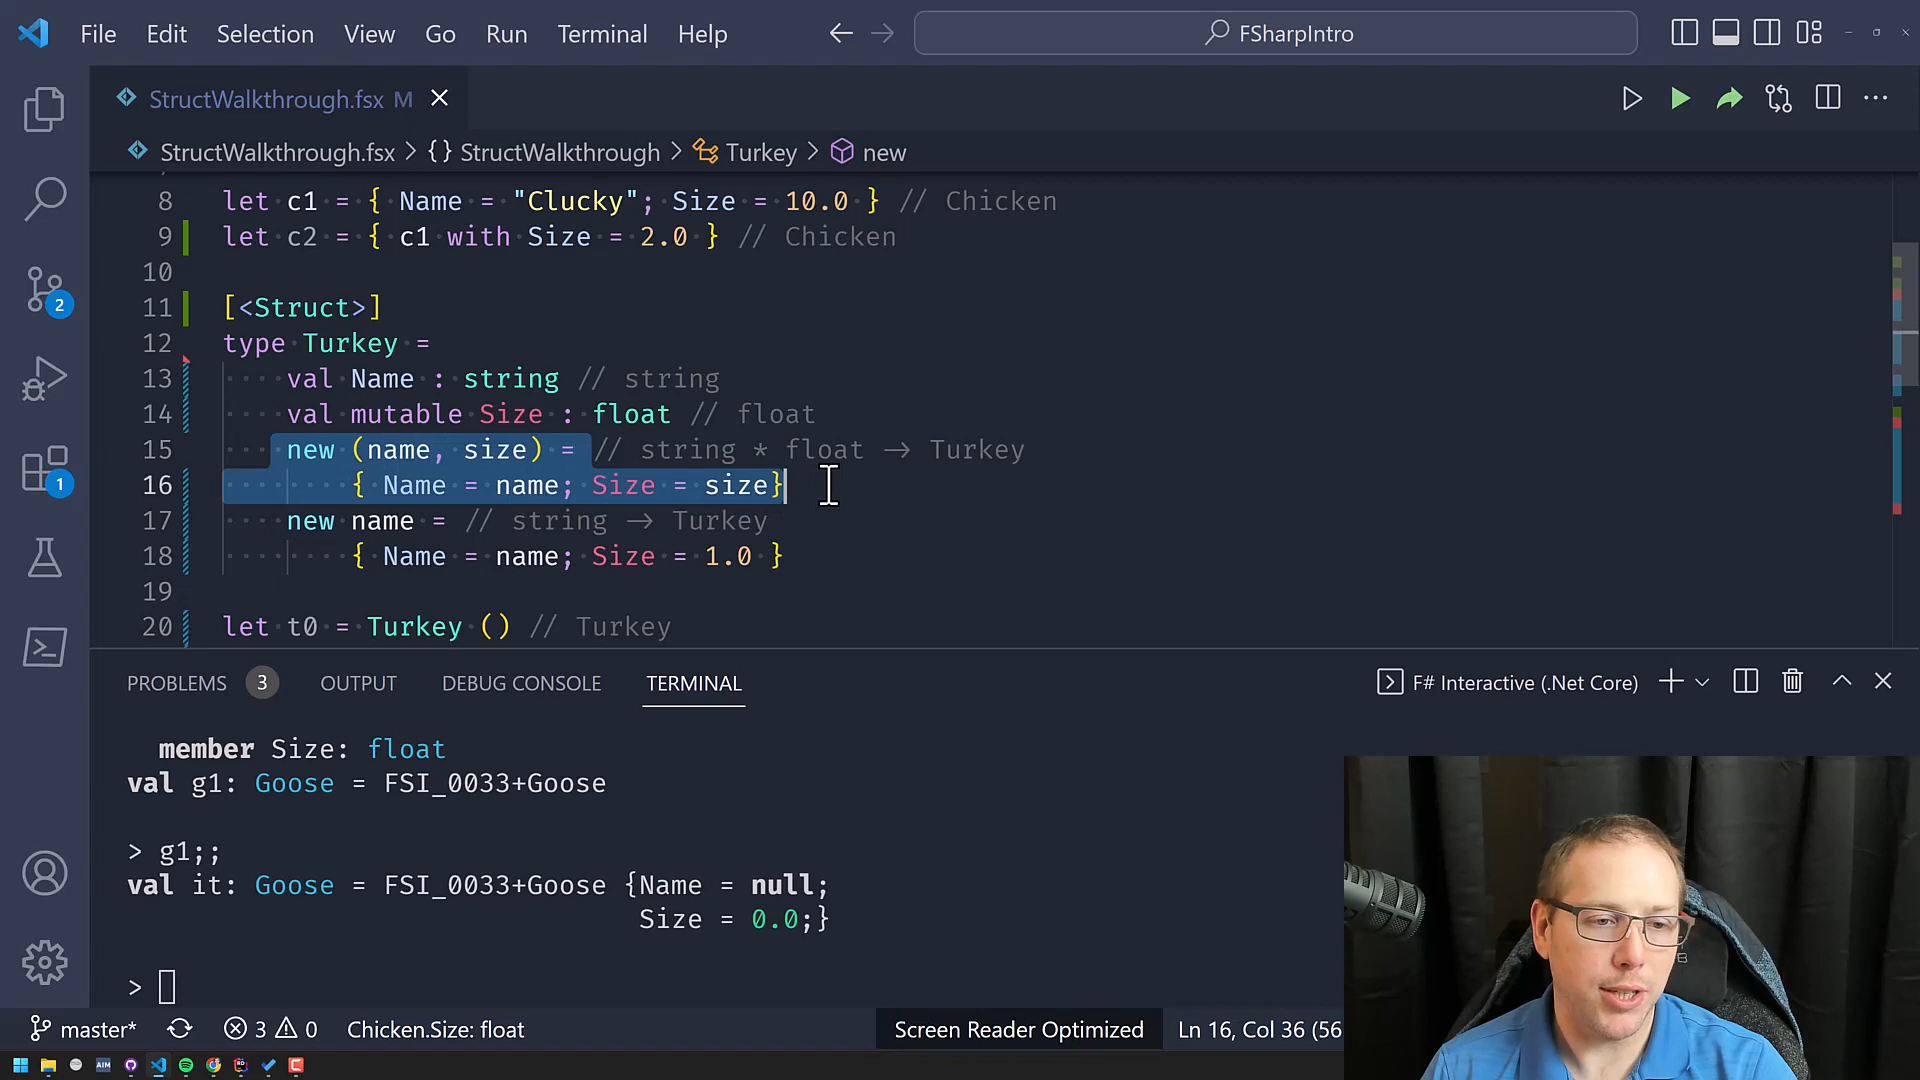 File Edit Selection View Go Run Terminal Help FSharpIntro
StructWalkthrough.fsx M
StructWalkthrough.fsx > {} StructWalkthrough > Turkey > new
8 let c1 = { Name = "Clucky"; Size = 10.0 } // Chicken
9 let c2 = { c1 with Size = 2.0 } // Chicken
10
11 [<Struct>]
12 type Turkey =
13 val Name : string // string
14 val mutable Size : float // float
15 new (name, size) = // string * float → Turkey
16 { Name = name; Size = size}
17 new name = // string → Turkey
18 { Name = name; Size = 1.0 }
19
20 let t0 = Turkey () // Turkey
2
1
PROBLEMS 3 OUTPUT DEBUG CONSOLE TERMINAL F# Interactive (.Net Core)
member Size: float
val g1: Goose = FSI_0033+Goose
> g1;;
val it: Goose = FSI_0033+Goose {Name = null;
Size = 0.0;}
>
master* 3 0 Chicken.Size: float Screen Reader Optimized Ln 16, Col 36 (56
AIM